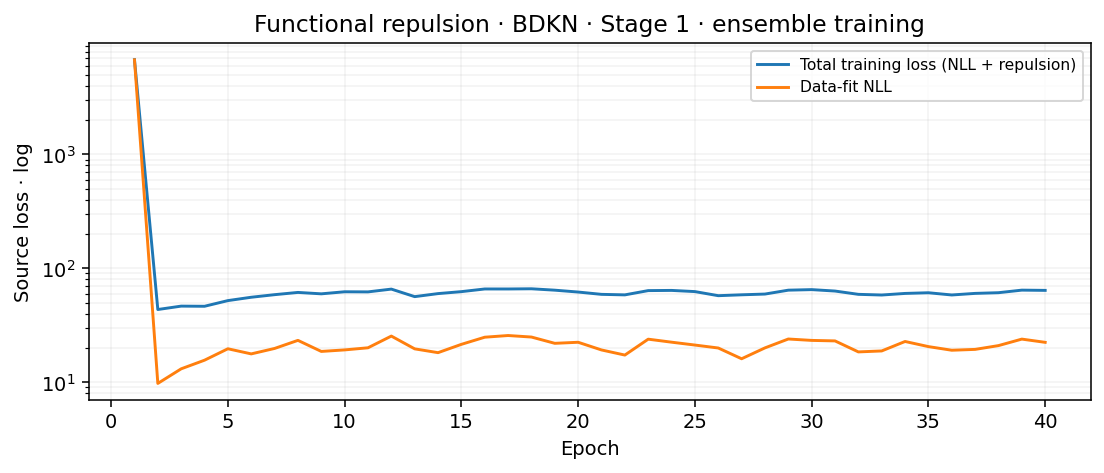 Functional repulsion · BDKN · Stage 1 · ensemble training
Total training loss (NLL + repulsion)
Data-fit NLL
Source loss · log
10³
10²
10¹
0 5 10 15 20 25 30 35 40
Epoch